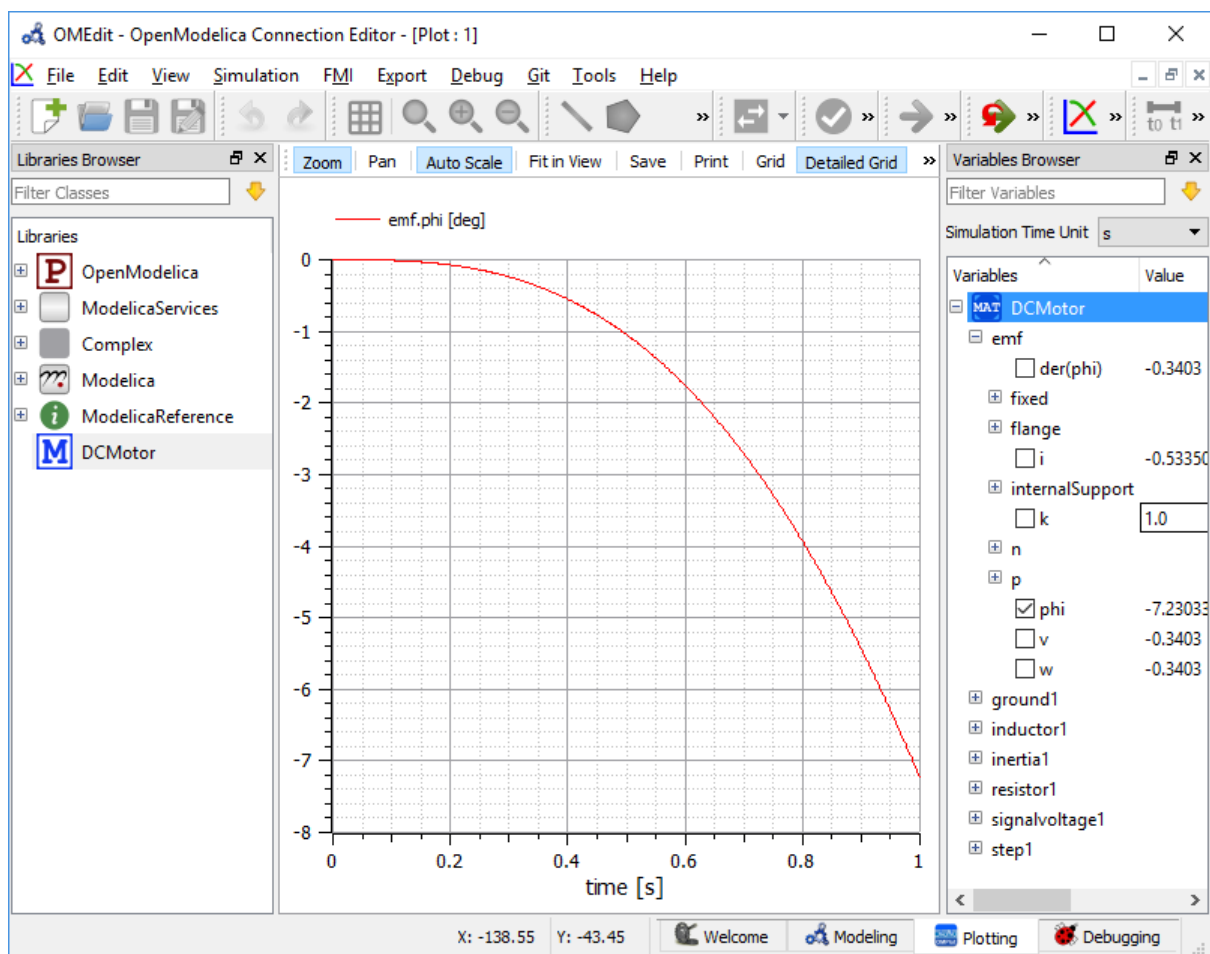 OMEdit - OpenModelica Connection Editor - [Plot : 1]
File Edit View Simulation FMI Export Debug Git Tools Help
» » » » » t0 t1 »
Libraries Browser
Filter Classes
Libraries
P OpenModelica
ModelicaServices
Complex
Modelica
i ModelicaReference
M DCMotor
Zoom Pan Auto Scale Fit in View Save Print Grid Detailed Grid »
emf.phi [deg]
0
-1
-2
-3
-4
-5
-6
-7
-8
0 0.2 0.4 0.6 0.8 1
time [s]
Variables Browser
Filter Variables
Simulation Time Unit s
Variables Value
MAT DCMotor
emf
der(phi) -0.3403
fixed
flange
i -0.53350
internalSupport
k 1.0
n
p
phi -7.23033
v -0.3403
w -0.3403
ground1
inductor1
inertia1
resistor1
signalvoltage1
step1
X: -138.55 Y: -43.45 Welcome Modeling Plotting Debugging